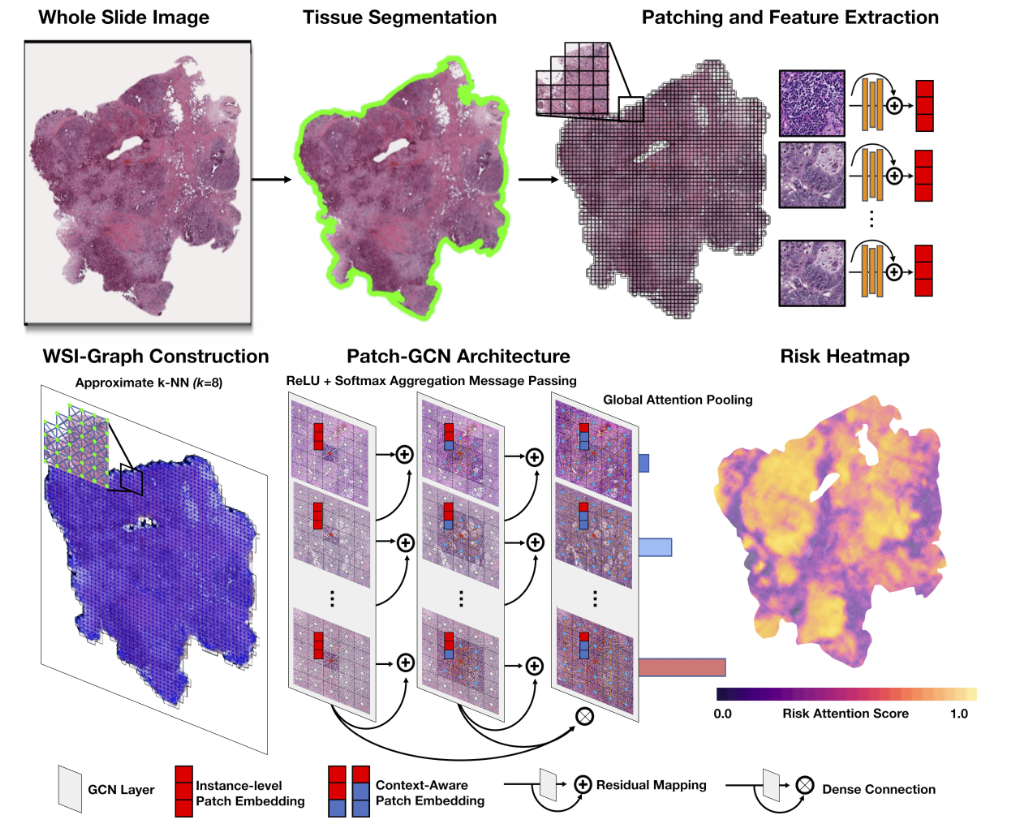 Whole Slide Image
Tissue Segmentation
Patching and Feature Extraction
WSI-Graph Construction
Patch-GCN Architecture
Risk Heatmap
Approximate k-NN (k=8)
ReLU + Softmax Aggregation Message Passing
Global Attention Pooling
0.0
Risk Attention Score
1.0
GCN Layer
Instance-level
Patch Embedding
Context-Aware
Patch Embedding
Residual Mapping
Dense Connection